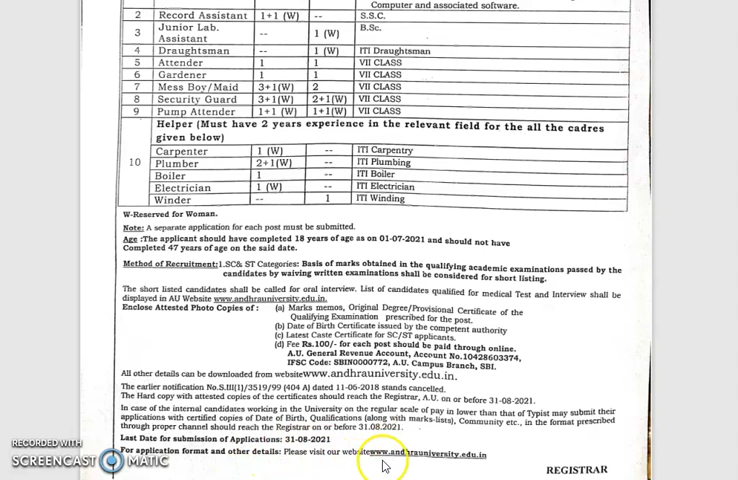 Computer and associated software.
2 Record Assistant 1+1 (W) -- S.S.C.
3 Junior Lab. Assistant -- 1 (W) B.Sc.
4 Draughtsman -- 1 (W) ITI Draughtsman
5 Attender 1 1 VII CLASS
6 Gardener 1 1 VII CLASS
7 Mess Boy/Maid 3+1(W) 2 VII CLASS
8 Security Guard 3+1(W) 2+1(W) VII CLASS
9 Pump Attender 1+1 (W) 1+1(W) VII CLASS
Helper (Must have 2 years experience in the relevant field for the all the cadres
given below)
10
Carpenter 1 (W) -- ITI Carpentry
Plumber 2+1(W) -- ITI Plumbing
Boiler 1 -- ITI Boiler
Electrician 1 (W) -- ITI Electrician
Winder -- 1 ITI Winding
W-Reserved for Woman.
Note: A separate application for each post must be submitted.
Age :The applicant should have completed 18 years of age as on 01-07-2021 and should not have
Completed 47 years of age on the said date.
Method of Recruitment:1.SC& ST Categories: Basis of marks obtained in the qualifying academic examinations passed by the
candidates by waiving written examinations shall be considered for short listing.
The short listed candidates shall be called for oral interview. List of candidates qualified for medical Test and Interview shall be
displayed in AU Website www.andhrauniversity.edu.in.
Enclose Attested Photo Copies of : (a) Marks memos, Original Degree/Provisional Certificate of the
Qualifying Examination prescribed for the post.
(b) Date of Birth Certificate issued by the competent authority
(c) Latest Caste Certificate for SC/ST applicants.
(d) Fee Rs.100/- for each post should be paid through online.
A.U. General Revenue Account, Account No.10428603374,
IFSC Code: SBIN0000772, A.U. Campus Branch, SBI.
All other details can be downloaded from websitewww.andhrauniversity.edu.in.
The earlier notification No.S.III(1)/3519/99 (404 A) dated 11-06-2018 stands cancelled.
The Hard copy with attested copies of the certificates should reach the Registrar, A.U. on or before 31-08-2021.
In case of the internal candidates working in the University on the regular scale of pay in lower than that of Typist may submit their
applications with certified copies of Date of Birth, Qualifications (along with marks-lists), Community etc., in the format prescribed
through proper channel should reach the Registrar on or before 31.08.2021.
Last Date for submission of Applications: 31-08-2021
For application format and other details: Please visit our websitewww.andhrauniversity.edu.in
REGISTRAR
RECORDED WITH
SCREENCAST MATIC